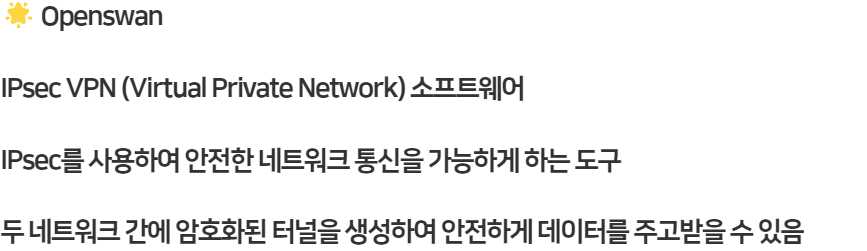 🌟 Openswan
IPsec VPN (Virtual Private Network) 소프트웨어
IPsec를 사용하여 안전한 네트워크 통신을 가능하게 하는 도구
두 네트워크 간에 암호화된 터널을 생성하여 안전하게 데이터를 주고받을 수 있음